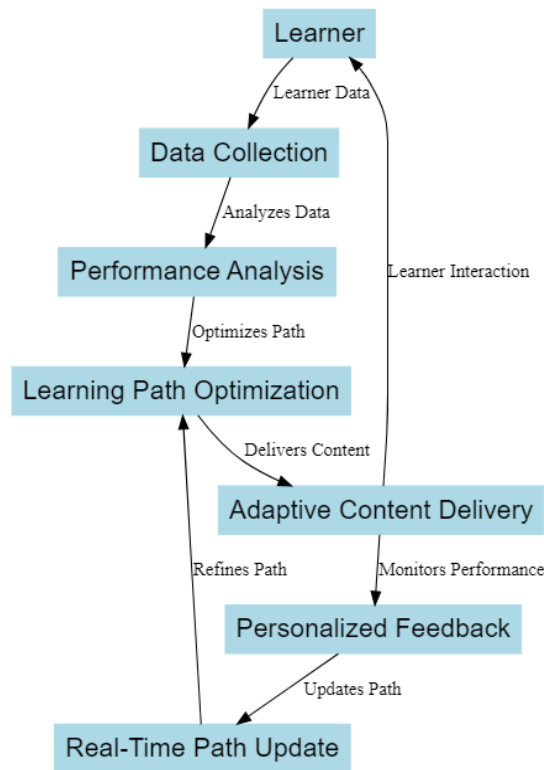 Learner
Learner Data
Data Collection
Analyzes Data
Performance Analysis
Learner Interaction
Optimizes Path
Learning Path Optimization
Delivers Content
Adaptive Content Delivery
Refines Path
Monitors Performance
Personalized Feedback
Updates Path
Real-Time Path Update